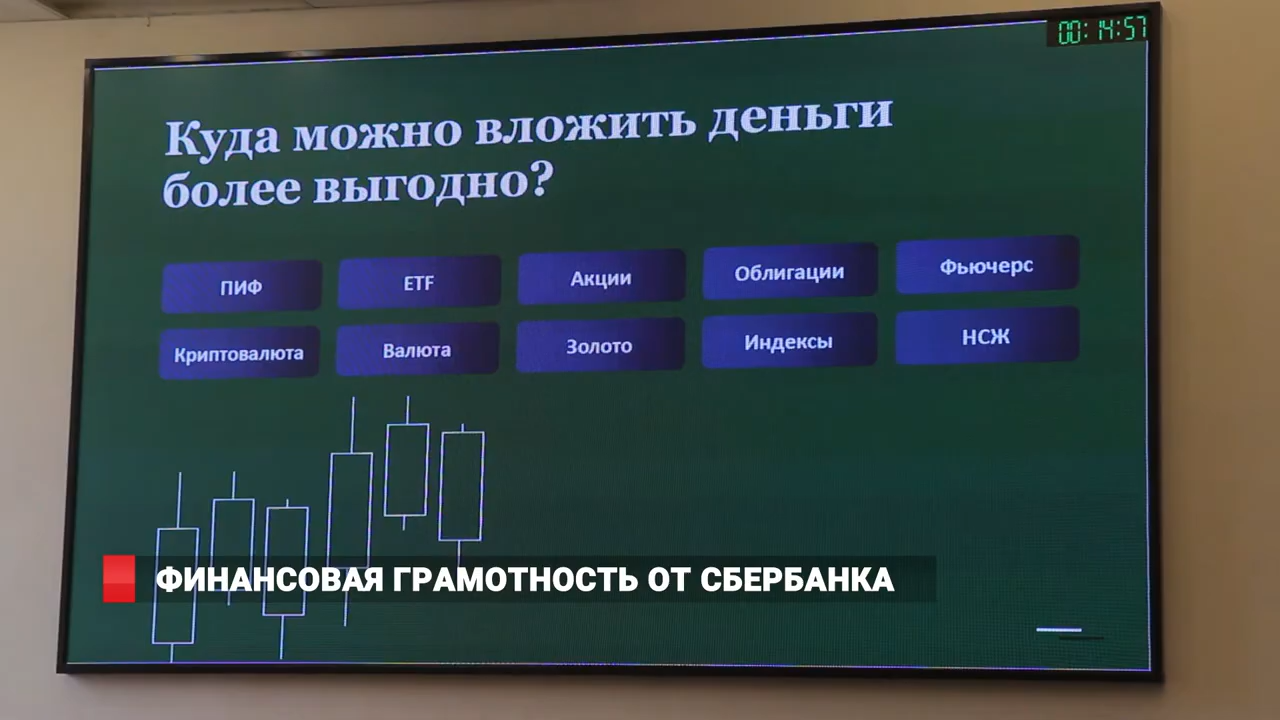 00:14:57
Куда можно вложить деньги
более выгодно?
ПИФ ETF Акции Облигации Фьючерс
Криптовалюта Валюта Золото Индексы НСЖ
ФИНАНСОВАЯ ГРАМОТНОСТЬ ОТ СБЕРБАНКА